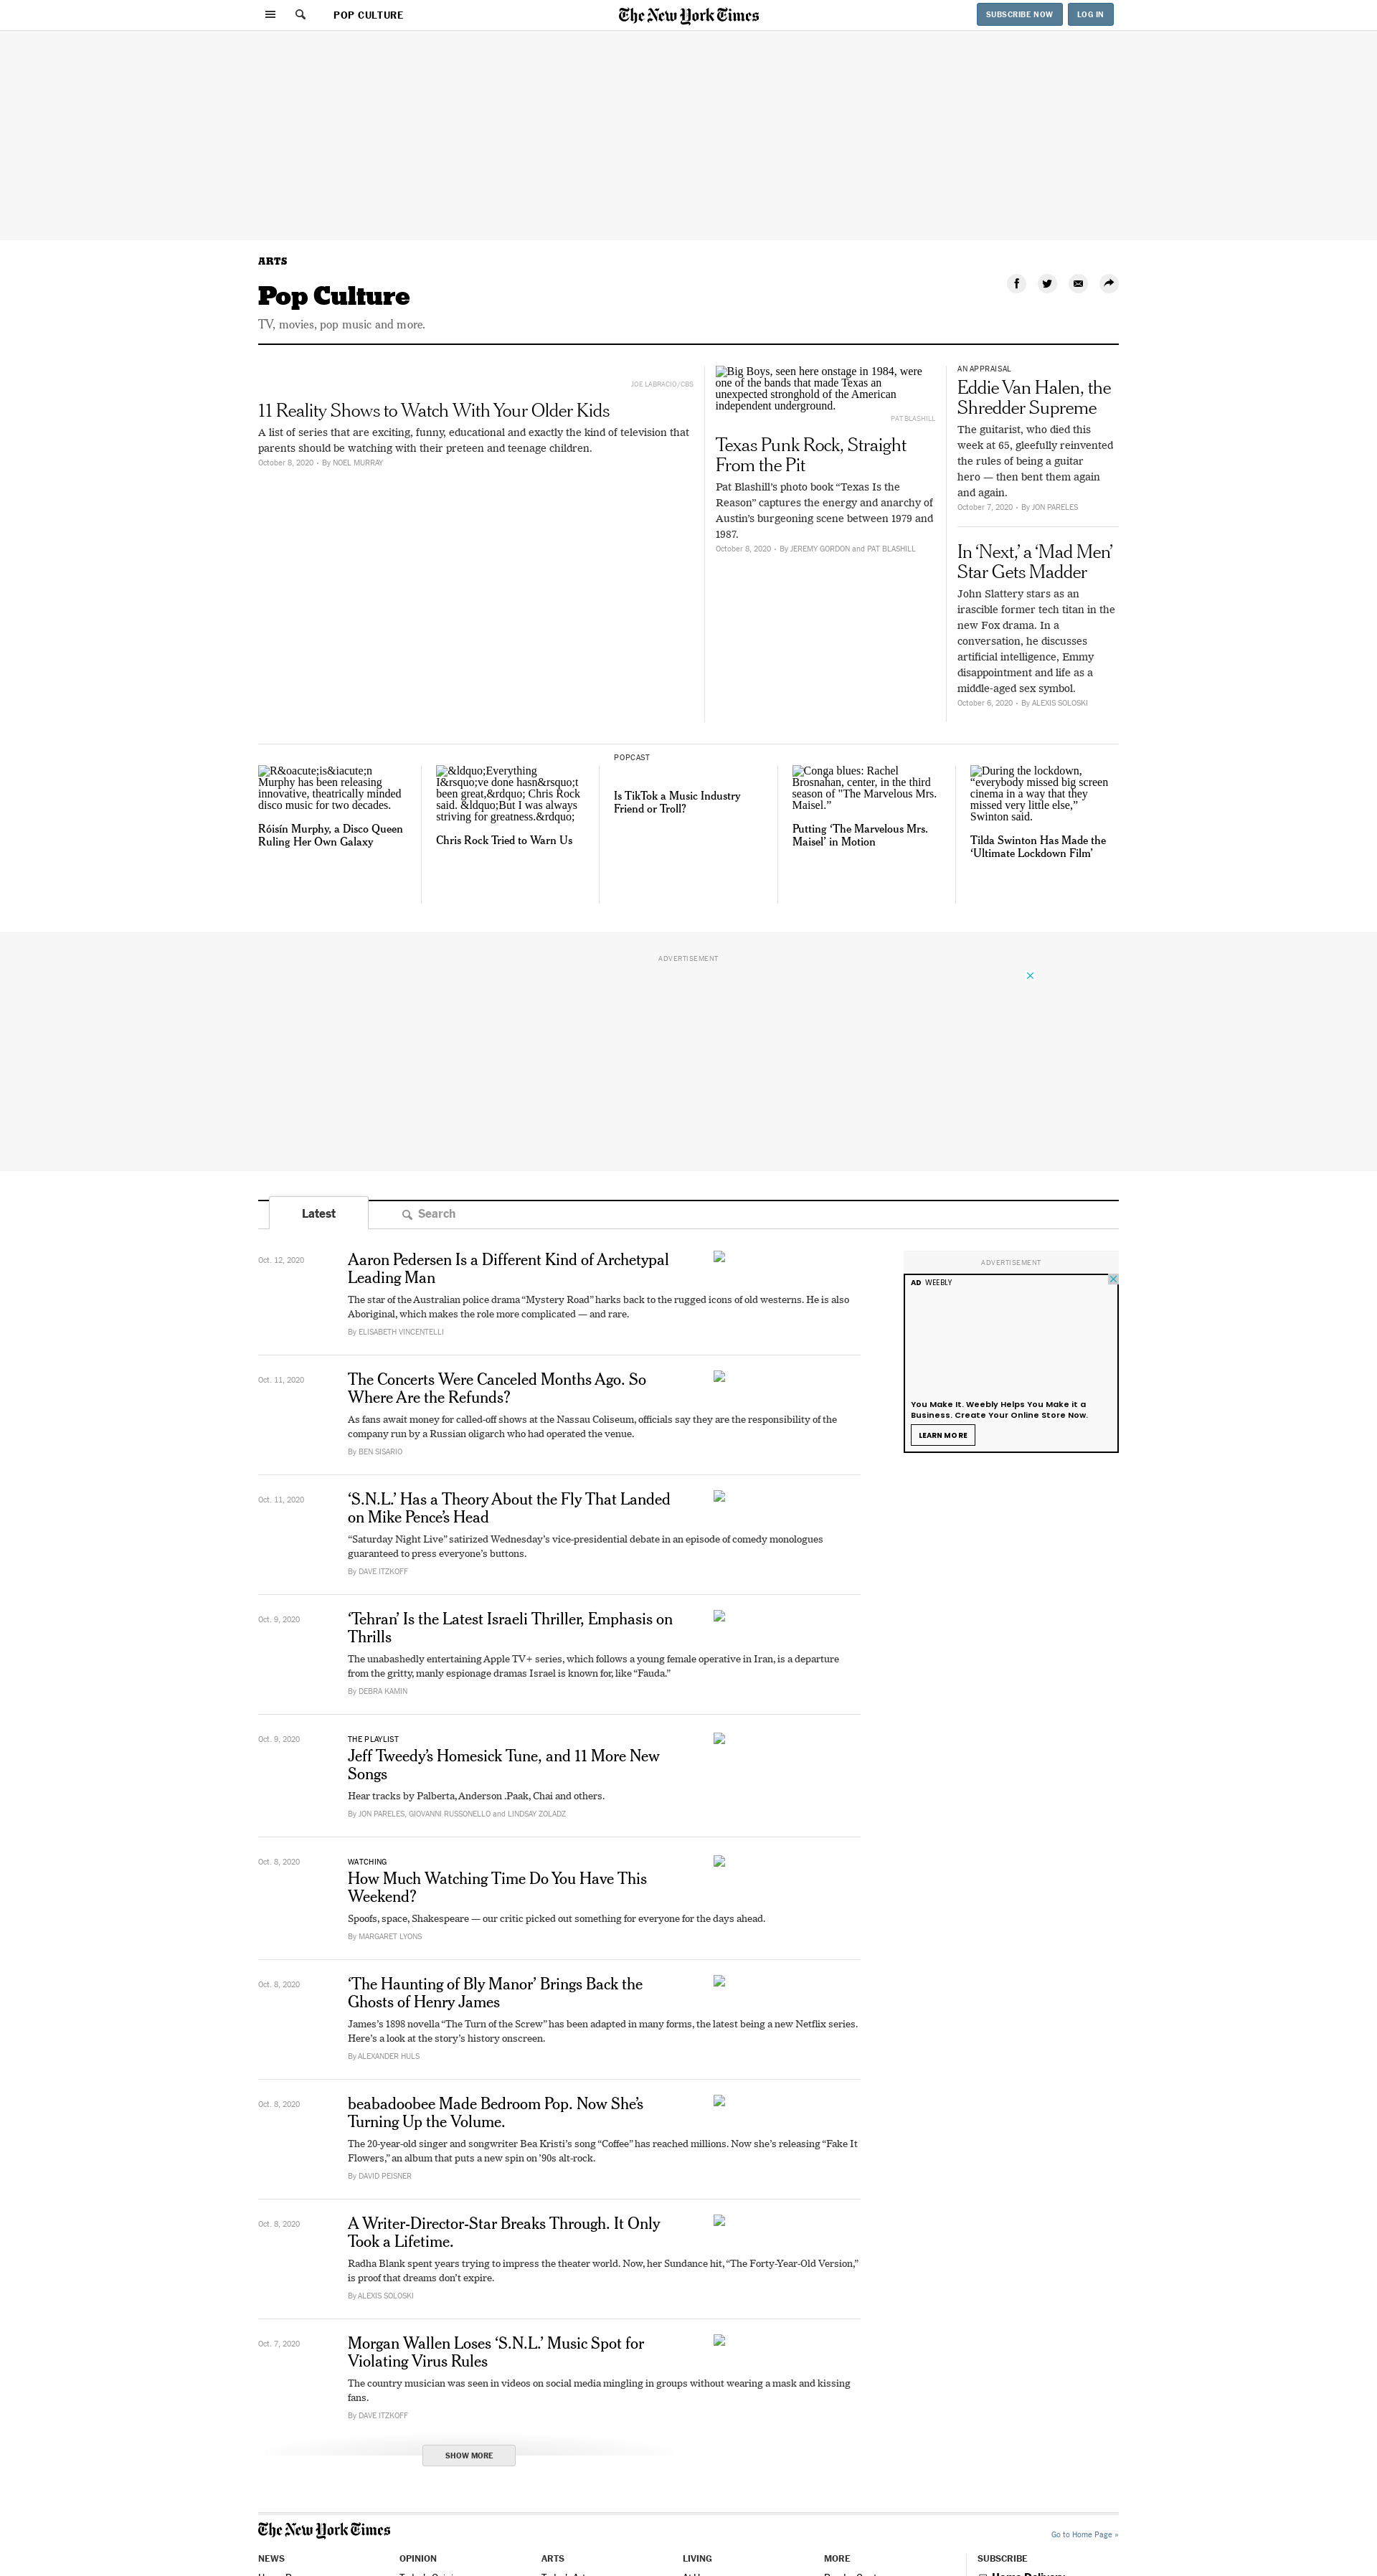 POP CULTURE
The New York Times
SUBSCRIBE NOW
LOG IN
ARTS
Pop Culture
TV, movies, pop music and more.
JOE LABRACIO/CBS
11 Reality Shows to Watch With Your Older Kids
A list of series that are exciting, funny, educational and exactly the kind of television that
parents should be watching with their preteen and teenage children.
October 8, 2020 • By NOEL MURRAY
Big Boys, seen here onstage in 1984, were
one of the bands that made Texas an
unexpected stronghold of the American
independent underground.
PAT BLASHILL
Texas Punk Rock, Straight
From the Pit
Pat Blashill’s photo book “Texas Is the
Reason” captures the energy and anarchy of
Austin’s burgeoning scene between 1979 and
1987.
October 8, 2020 • By JEREMY GORDON and PAT BLASHILL
AN APPRAISAL
Eddie Van Halen, the
Shredder Supreme
The guitarist, who died this
week at 65, gleefully reinvented
the rules of being a guitar
hero — then bent them again
and again.
October 7, 2020 • By JON PARELES
In ‘Next,’ a ‘Mad Men’
Star Gets Madder
John Slattery stars as an
irascible former tech titan in the
new Fox drama. In a
conversation, he discusses
artificial intelligence, Emmy
disappointment and life as a
middle-aged sex symbol.
October 6, 2020 • By ALEXIS SOLOSKI
R&oacute;is&iacute;n
Murphy has been releasing
innovative, theatrically minded
disco music for two decades.
Róisín Murphy, a Disco Queen
Ruling Her Own Galaxy
&ldquo;Everything
I&rsquo;ve done hasn&rsquo;t
been great,&rdquo; Chris Rock
said. &ldquo;But I was always
striving for greatness.&rdquo;
Chris Rock Tried to Warn Us
POPCAST
Is TikTok a Music Industry
Friend or Troll?
Conga blues: Rachel
Brosnahan, center, in the third
season of "The Marvelous Mrs.
Maisel.”
Putting ‘The Marvelous Mrs.
Maisel’ in Motion
During the lockdown,
“everybody missed big screen
cinema in a way that they
missed very little else,”
Swinton said.
Tilda Swinton Has Made the
‘Ultimate Lockdown Film’
ADVERTISEMENT
Latest
Search
Oct. 12, 2020
Aaron Pedersen Is a Different Kind of Archetypal
Leading Man
The star of the Australian police drama “Mystery Road” harks back to the rugged icons of old westerns. He is also
Aboriginal, which makes the role more complicated — and rare.
By ELISABETH VINCENTELLI
ADVERTISEMENT
AD WEEBLY
You Make It. Weebly Helps You Make it a
Business. Create Your Online Store Now.
LEARN MORE
Oct. 11, 2020
The Concerts Were Canceled Months Ago. So
Where Are the Refunds?
As fans await money for called-off shows at the Nassau Coliseum, officials say they are the responsibility of the
company run by a Russian oligarch who had operated the venue.
By BEN SISARIO
Oct. 11, 2020
‘S.N.L.’ Has a Theory About the Fly That Landed
on Mike Pence’s Head
“Saturday Night Live” satirized Wednesday’s vice-presidential debate in an episode of comedy monologues
guaranteed to press everyone’s buttons.
By DAVE ITZKOFF
Oct. 9, 2020
‘Tehran’ Is the Latest Israeli Thriller, Emphasis on
Thrills
The unabashedly entertaining Apple TV+ series, which follows a young female operative in Iran, is a departure
from the gritty, manly espionage dramas Israel is known for, like “Fauda.”
By DEBRA KAMIN
Oct. 9, 2020
THE PLAYLIST
Jeff Tweedy’s Homesick Tune, and 11 More New
Songs
Hear tracks by Palberta, Anderson .Paak, Chai and others.
By JON PARELES, GIOVANNI RUSSONELLO and LINDSAY ZOLADZ
Oct. 8, 2020
WATCHING
How Much Watching Time Do You Have This
Weekend?
Spoofs, space, Shakespeare — our critic picked out something for everyone for the days ahead.
By MARGARET LYONS
Oct. 8, 2020
‘The Haunting of Bly Manor’ Brings Back the
Ghosts of Henry James
James’s 1898 novella “The Turn of the Screw” has been adapted in many forms, the latest being a new Netflix series.
Here’s a look at the story’s history onscreen.
By ALEXANDER HULS
Oct. 8, 2020
beabadoobee Made Bedroom Pop. Now She’s
Turning Up the Volume.
The 20-year-old singer and songwriter Bea Kristi’s song “Coffee” has reached millions. Now she’s releasing “Fake It
Flowers,” an album that puts a new spin on ’90s alt-rock.
By DAVID PEISNER
Oct. 8, 2020
A Writer-Director-Star Breaks Through. It Only
Took a Lifetime.
Radha Blank spent years trying to impress the theater world. Now, her Sundance hit, “The Forty-Year-Old Version,”
is proof that dreams don’t expire.
By ALEXIS SOLOSKI
Oct. 7, 2020
Morgan Wallen Loses ‘S.N.L.’ Music Spot for
Violating Virus Rules
The country musician was seen in videos on social media mingling in groups without wearing a mask and kissing
fans.
By DAVE ITZKOFF
SHOW MORE
The New York Times
Go to Home Page »
NEWS
OPINION
ARTS
LIVING
MORE
SUBSCRIBE